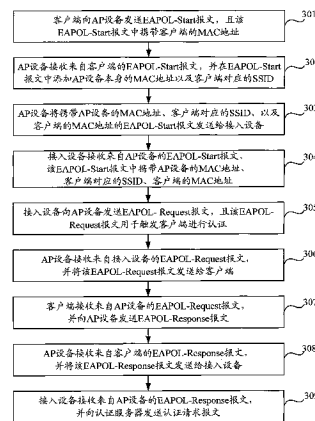 客户端向AP设备发送EAPOL-Start报文，且该
EAPOL-Start报文中携带客户端的MAC地址
301
AP设备接收来自客户端的EAPOL-Start报文，并在EAPOL-Start
报文中添加AP设备本身的MAC地址以及客户端对应的SSID
30
AP设备将携带AP设备的MAC地址、客户端对应的SSID、以及
客户端的MAC地址的EAPOL-Start报文发送给接入设备
303
接入设备接收来自AP设备的EAPOL-Start报文，
该EAPOL-Start报文中携带AP设备的MAC地址、
客户端对应的SSID、客户端的MAC地址
304
接入设备向AP设备发送EAPOL- Request报文，且该EAPOL-
Request报文用于触发客户端进行认证
305
AP设备接收来自接入设备的EAPOL-Request报文，
并将该EAPOL-Request报文发送给客户端
306
客户端接收来自AP设备的EAPOL-Request报文，
并向AP设备发送EAPOL-Response报文
307
AP设备接收来自客户端的EAPOL-Response报文，
并将该EAPOL-Response报文发送给接入设备
308
接入设备接收来自AP设备的EAPOL-Response报文，
并向认证服务器发送认证请求报文
309